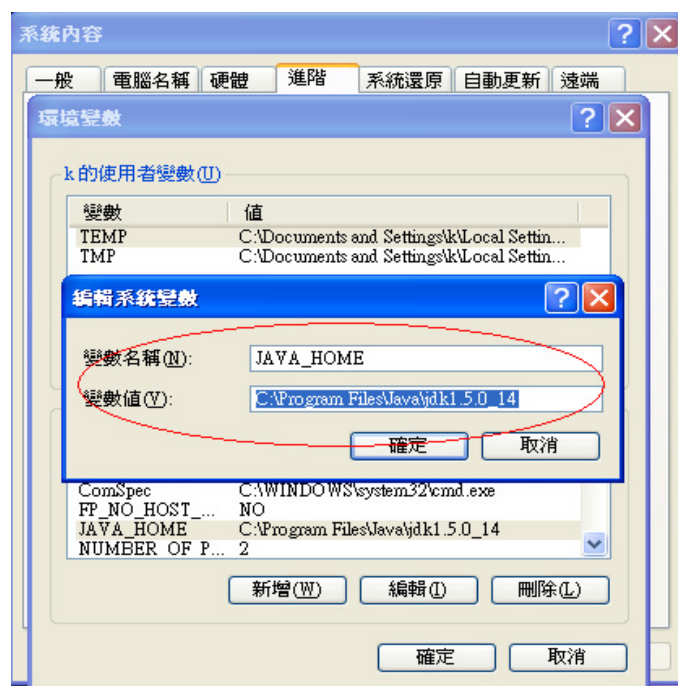 系統內容
一般 電腦名稱 硬體 進階 系統還原 自動更新 遠端
環境變數
k 的使用者變數(U)
變數 值
TEMP C:\Documents and Settings\k\Local Settin...
TMP C:\Documents and Settings\k\Local Settin...
編輯系統變數
變數名稱(N): JAVA_HOME
變數值(V): C:\Program Files\Java\jdk1.5.0_14
確定 取消
ComSpec C:\WINDOWS\system32\cmd.exe
FP_NO_HOST_... NO
JAVA_HOME C:\Program Files\Java\jdk1.5.0_14
NUMBER OF P... 2
新增(W) 編輯(I) 刪除(L)
確定 取消